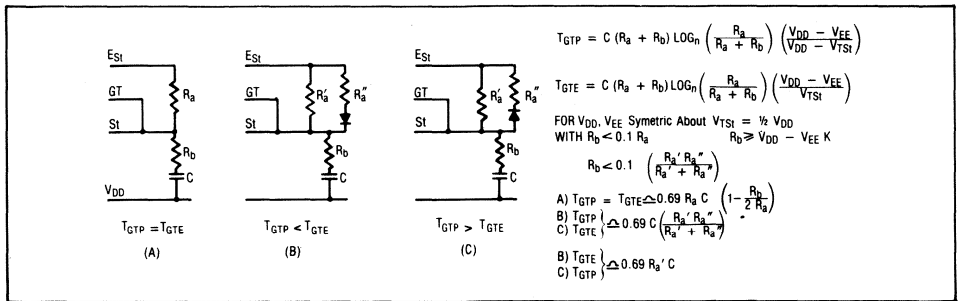 E_St
GT
St
R_a
R_b
C
V_DD
T_GTP = T_GTE
(A)
E_St
GT
R_a'
R_a"
St
R_b
C
T_GTP < T_GTE
(B)
E_St
GT
R_a'
R_a"
St
R_b
C
T_GTP > T_GTE
(C)
T_GTP = C (R_a + R_b) LOG_n (R_a / R_a + R_b) (V_DD − V_EE / V_DD − V_TSt)
T_GTE = C (R_a + R_b) LOG_n (R_a / R_a + R_b) (V_DD − V_EE / V_TSt)
FOR V_DD, V_EE Symetric About V_TSt = ½ V_DD
WITH R_b < 0.1 R_a R_b ≥ V_DD − V_EE K
R_b < 0.1 (R_a' R_a" / R_a' + R_a")
A) T_GTP = T_GTE ≏ 0.69 R_a C (1 - R_b / 2 R_a)
B) T_GTP
C) T_GTE } ≏ 0.69 C (R_a' R_a" / R_a' + R_a")
B) T_GTE
C) T_GTP } ≏ 0.69 R_a' C